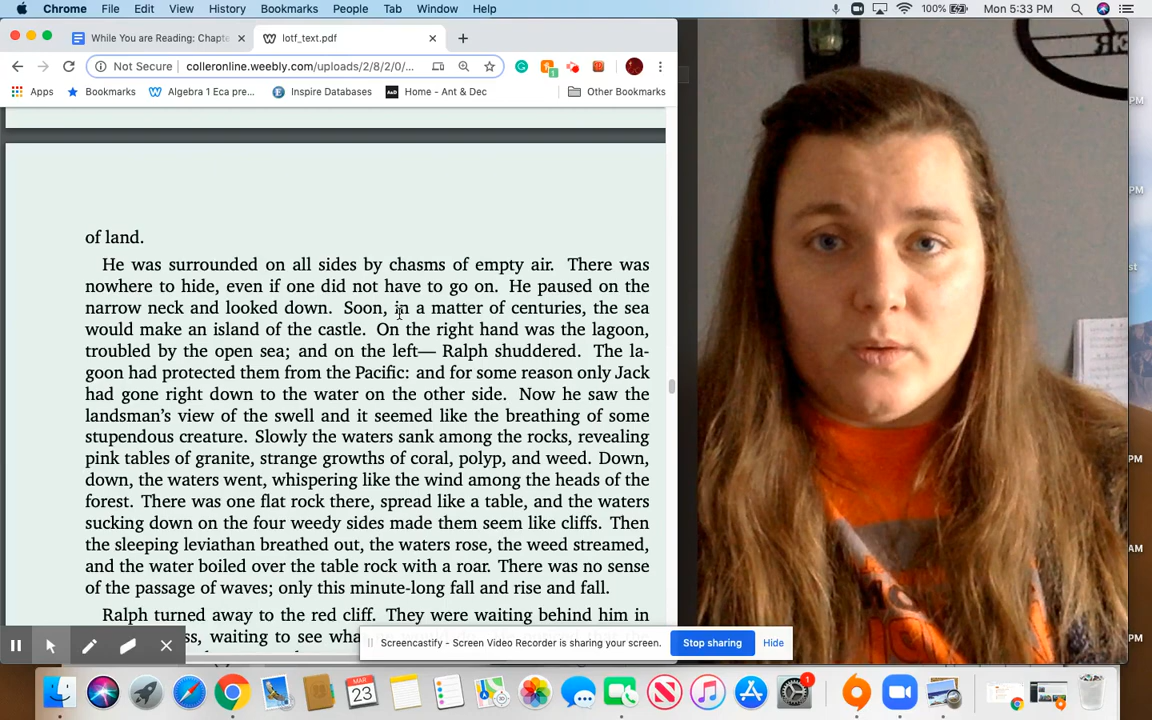 Chrome File Edit View History Bookmarks People Tab Window Help 100% Mon 5:33 PM
While You are Reading: Chapte lotf_text.pdf
Not Secure colleronline.weebly.com/uploads/2/8/2/0/...
Apps Bookmarks Algebra 1 Eca pre... Inspire Databases Home - Ant & Dec Other Bookmarks
of land.
He was surrounded on all sides by chasms of empty air. There was
nowhere to hide, even if one did not have to go on. He paused on the
narrow neck and looked down. Soon, in a matter of centuries, the sea
would make an island of the castle. On the right hand was the lagoon,
troubled by the open sea; and on the left— Ralph shuddered. The la-
goon had protected them from the Pacific: and for some reason only Jack
had gone right down to the water on the other side. Now he saw the
landsman's view of the swell and it seemed like the breathing of some
stupendous creature. Slowly the waters sank among the rocks, revealing
pink tables of granite, strange growths of coral, polyp, and weed. Down,
down, the waters went, whispering like the wind among the heads of the
forest. There was one flat rock there, spread like a table, and the waters
sucking down on the four weedy sides made them seem like cliffs. Then
the sleeping leviathan breathed out, the waters rose, the weed streamed,
and the water boiled over the table rock with a roar. There was no sense
of the passage of waves; only this minute-long fall and rise and fall.
Ralph turned away to the red cliff. They were waiting behind him in
ss, waiting to see wha
Screencastify - Screen Video Recorder is sharing your screen. Stop sharing Hide
PM
PM
st
PM
AM
PM
MAR
23
1